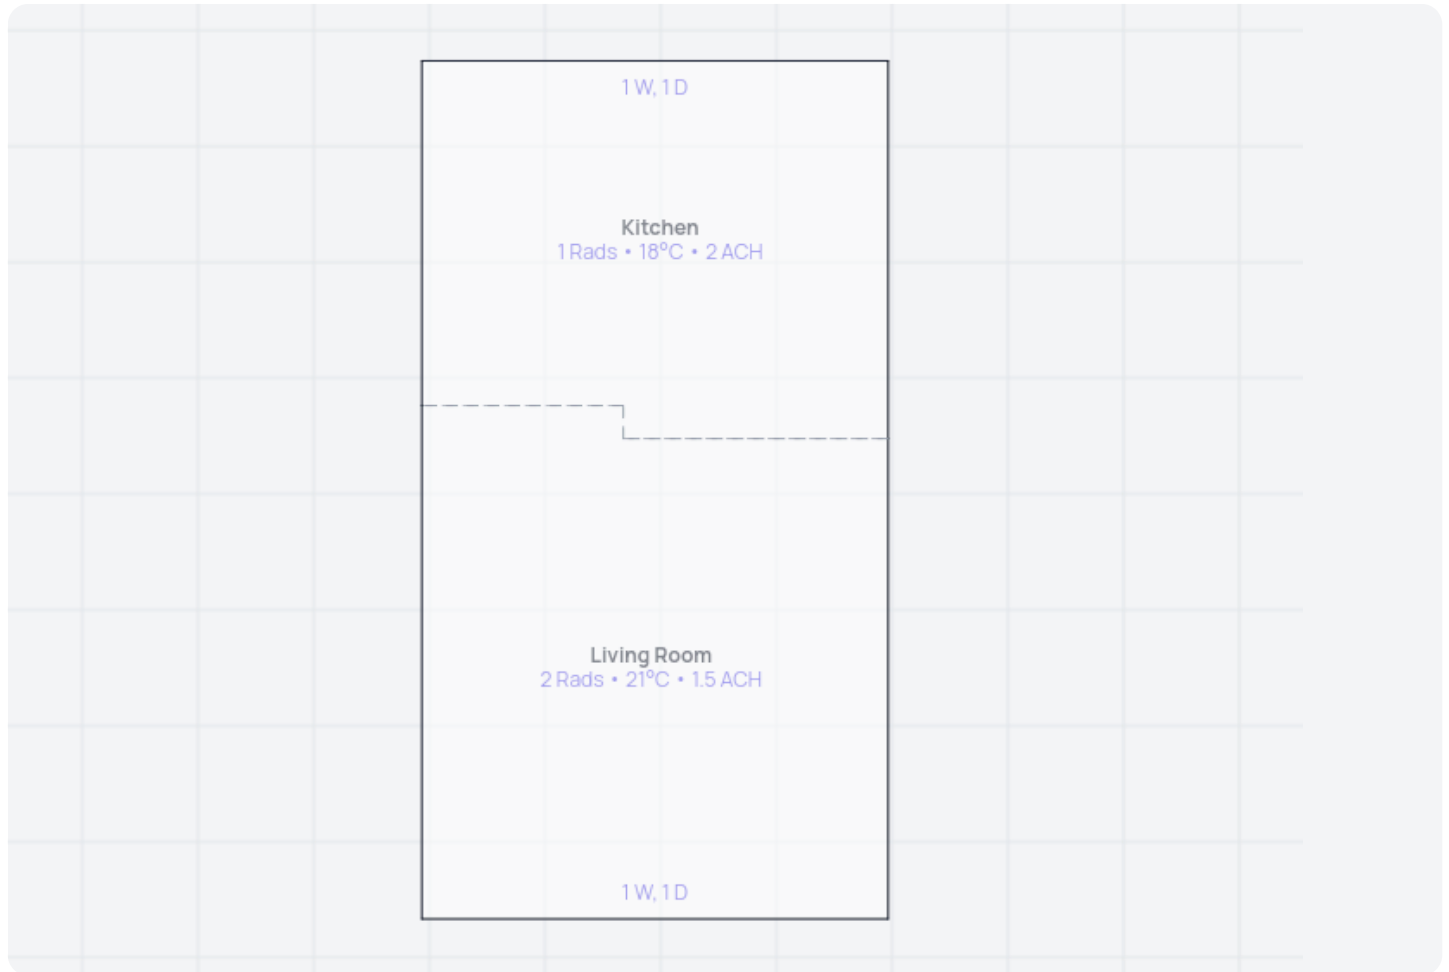 1 W, 1 D
Kitchen
1 Rads • 18°C • 2 ACH
Living Room
2 Rads • 21°C • 1.5 ACH
1 W, 1 D